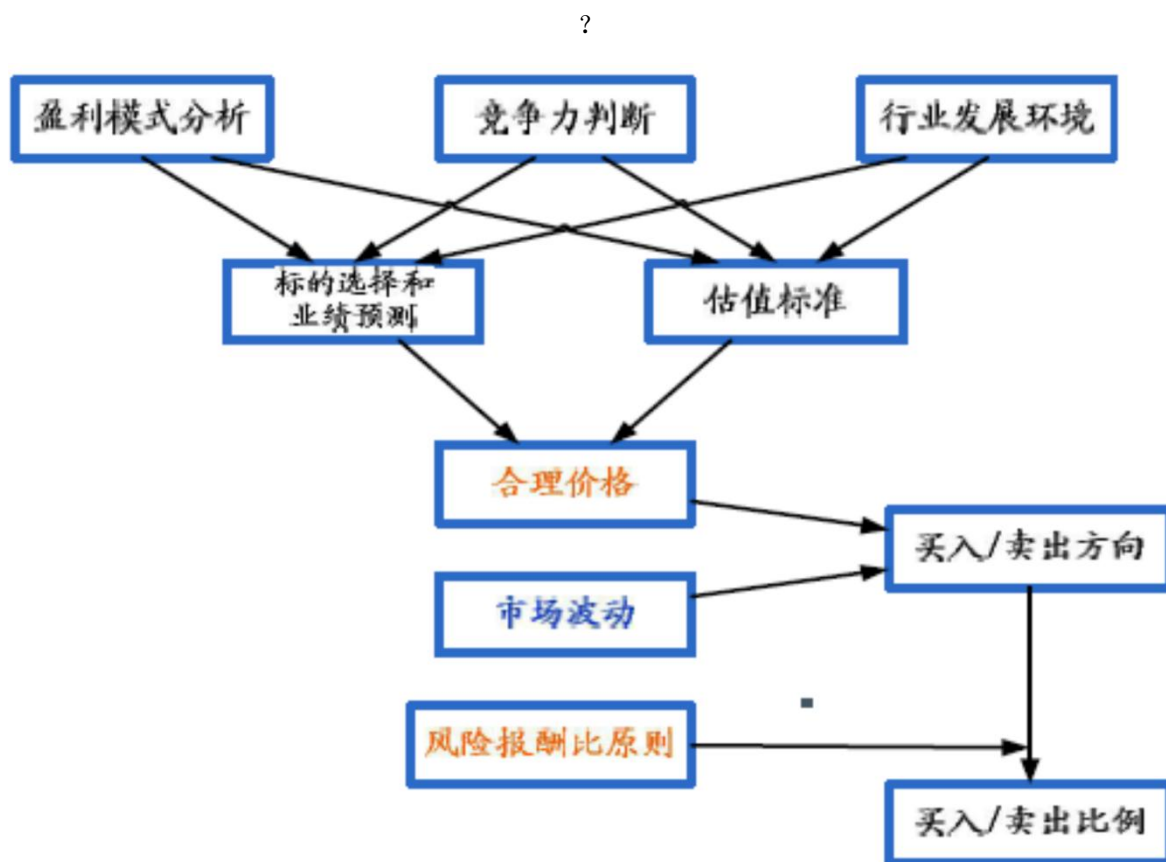 ?
盈利模式分析
竞争力判断
行业发展环境
标的选择和
业绩预测
估值标准
合理价格
买入/卖出方向
市场波动
风险报酬比原则
买入/卖出比例